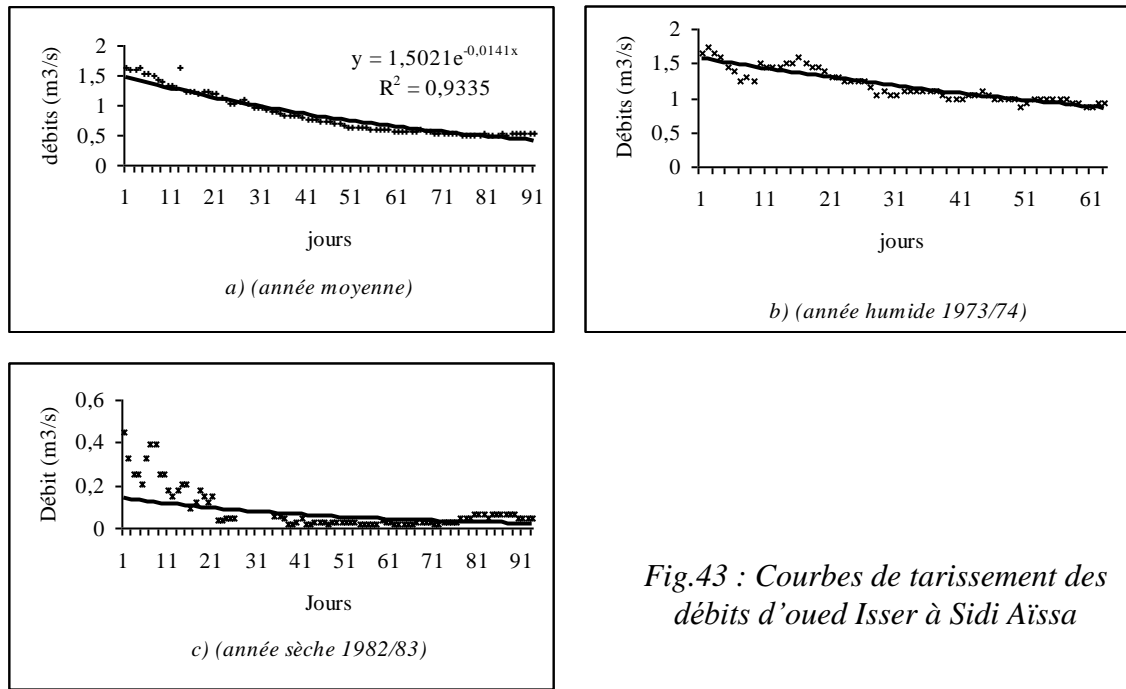 débits (m3/s)
2
1,5
1
0,5
0
y = 1,5021e^-0,0141x
R² = 0,9335
1 11 21 31 41 51 61 71 81 91
jours
a) (année moyenne)
Débits (m3/s)
2
1,5
1
0,5
0
1 11 21 31 41 51 61
jours
b) (année humide 1973/74)
Débit (m3/s)
0,6
0,4
0,2
0
1 11 21 31 41 51 61 71 81 91
Jours
c) (année sèche 1982/83)
Fig.43 : Courbes de tarissement des
débits d'oued Isser à Sidi Aïssa